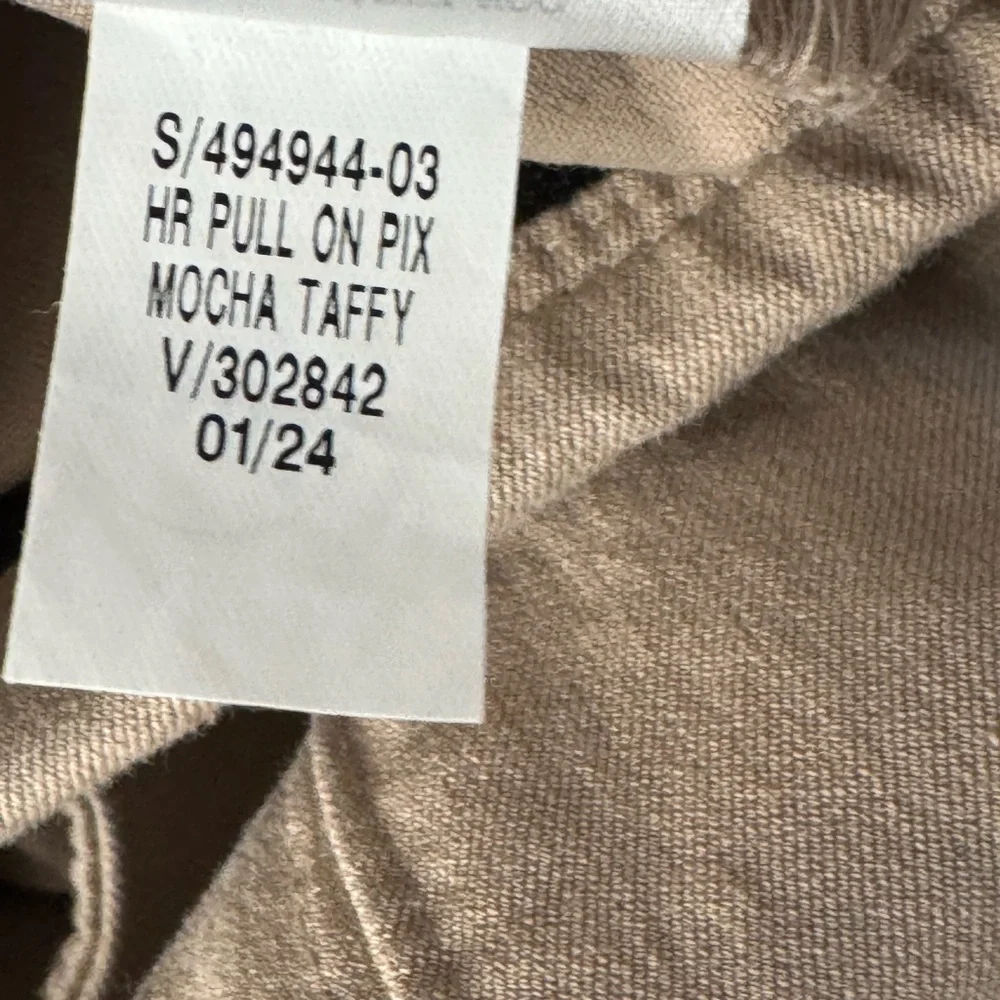 S/494944-03
HR PULL ON PIX
MOCHA TAFFY
V/302842
01/24